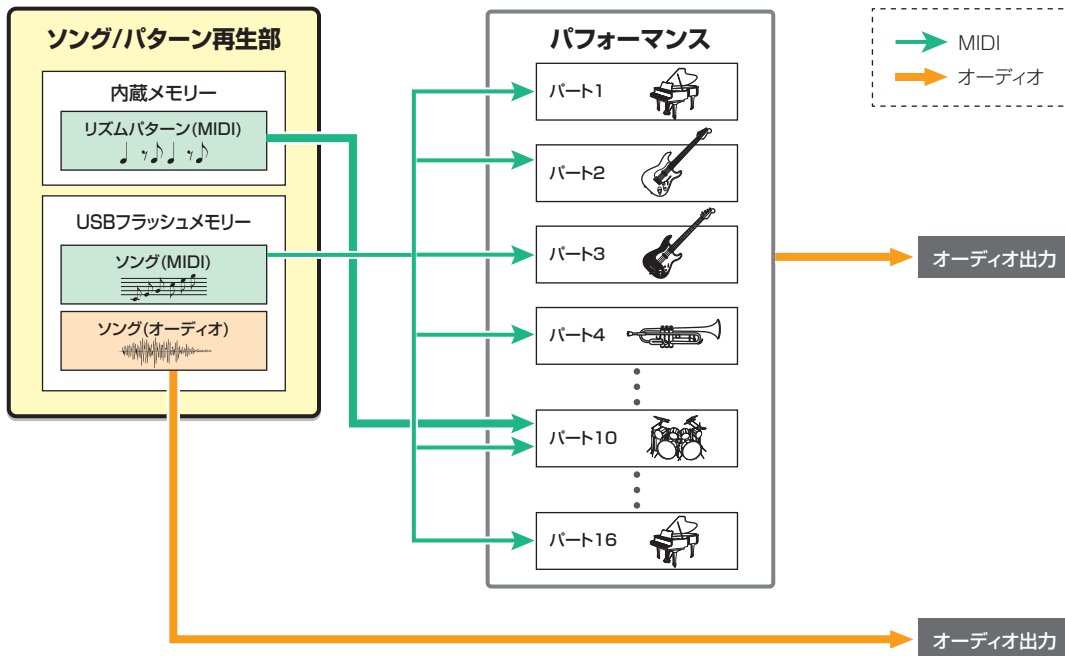 ソング/パターン再生部
内蔵メモリー
リズムパターン(MIDI)
USBフラッシュメモリー
ソング(MIDI)
ソング(オーディオ)
パフォーマンス
パート1
パート2
パート3
パート4
パート10
パート16
MIDI
オーディオ
オーディオ出力
オーディオ出力